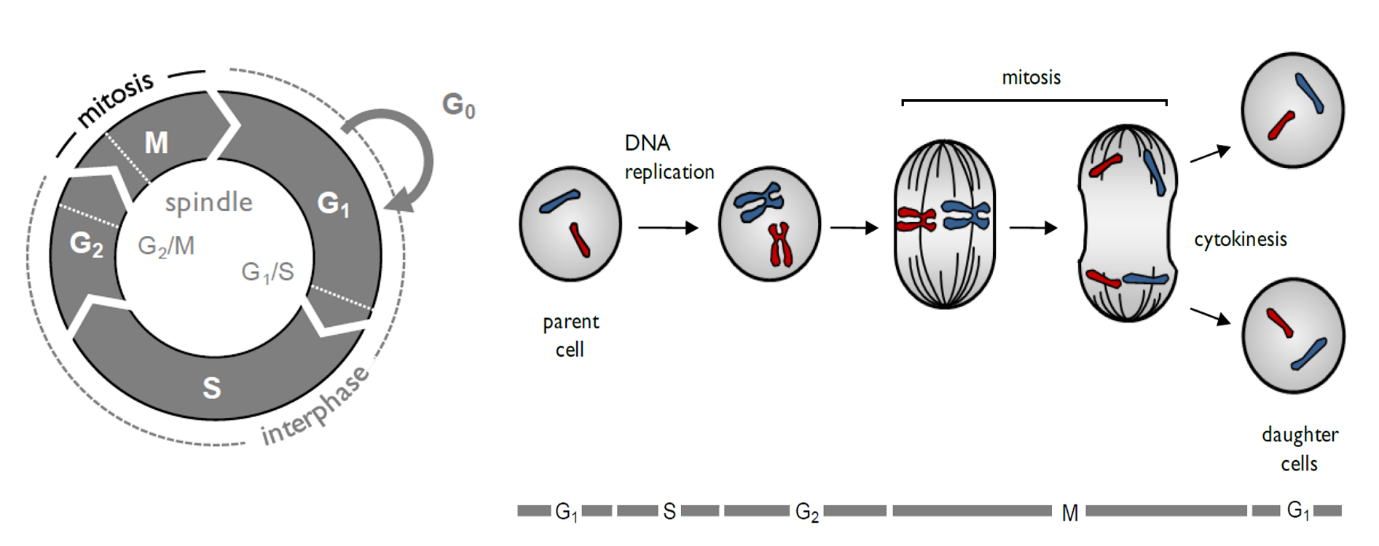 mitosis
G₀
M
spindle
G₁
G₂
G₂/M
G₁/S
S
interphase
mitosis
DNA
replication
cytokinesis
parent
cell
daughter
cells
G₁
S
G₂
M
G₁